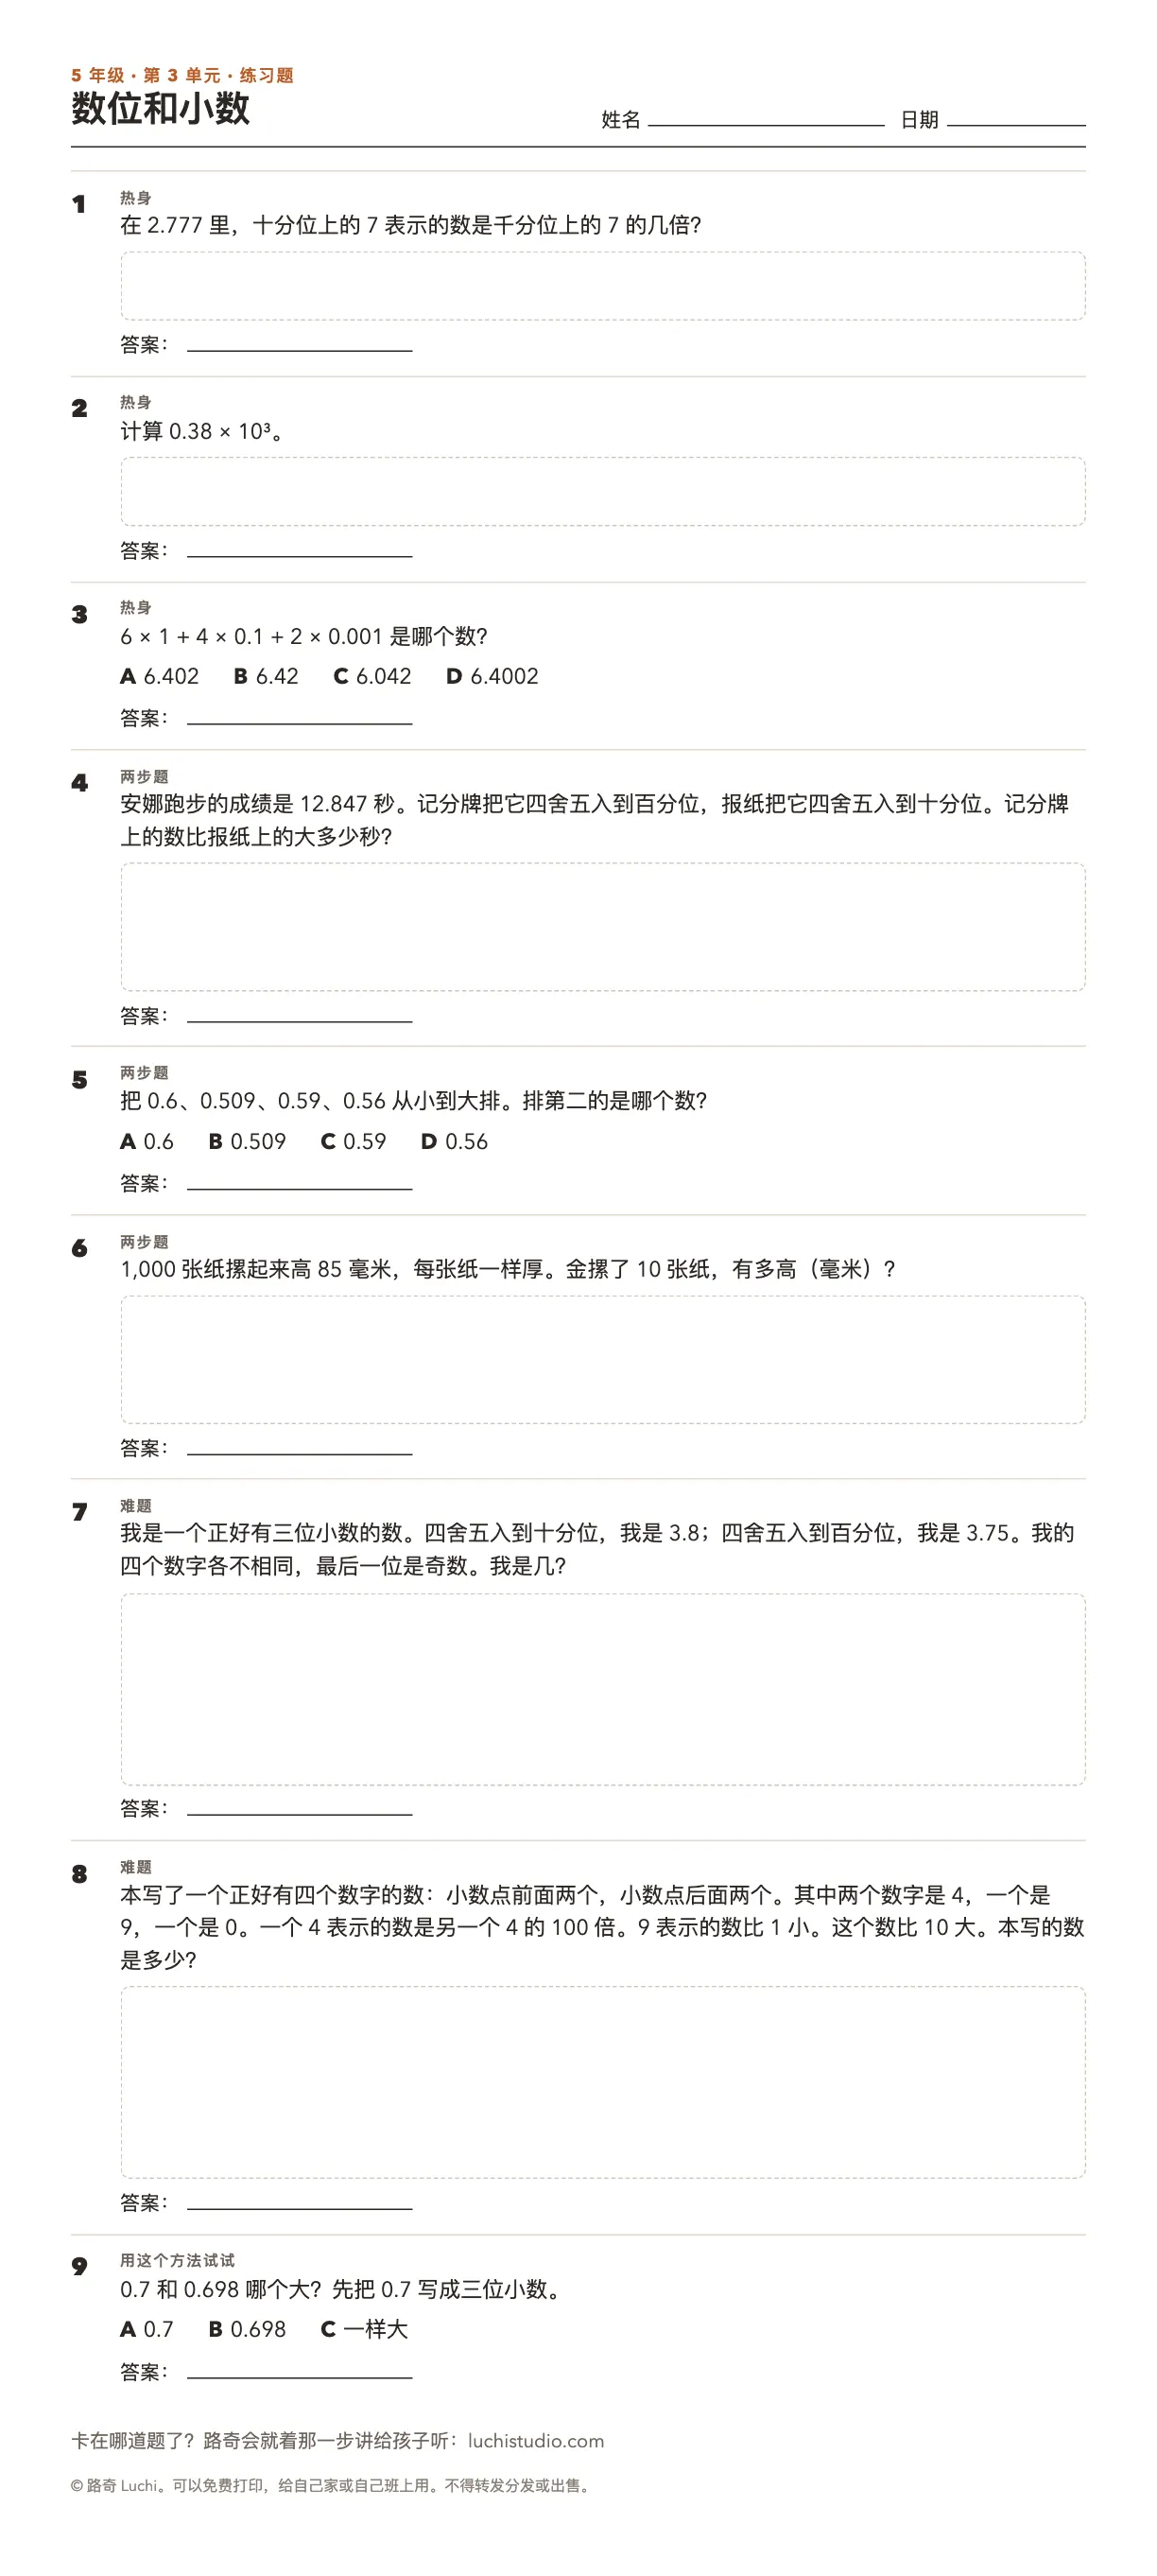 5 年级 · 第 3 单元 · 练习题
数位和小数
姓名 日期
1 热身
在 2.777 里，十分位上的 7 表示的数是千分位上的 7 的几倍？
答案：
2 热身
计算 0.38 × 10³。
答案：
3 热身
6 × 1 + 4 × 0.1 + 2 × 0.001 是哪个数？
A 6.402 B 6.42 C 6.042 D 6.4002
答案：
4 两步题
安娜跑步的成绩是 12.847 秒。记分牌把它四舍五入到百分位，报纸把它四舍五入到十分位。记分牌
上的数比报纸上的大多少秒？
答案：
5 两步题
把 0.6、0.509、0.59、0.56 从小到大排。排第二的是哪个数？
A 0.6 B 0.509 C 0.59 D 0.56
答案：
6 两步题
1,000 张纸摞起来高 85 毫米，每张纸一样厚。金摞了 10 张纸，有多高（毫米）？
答案：
7 难题
我是一个正好有三位小数的数。四舍五入到十分位，我是 3.8；四舍五入到百分位，我是 3.75。我的
四个数字各不相同，最后一位是奇数。我是几？
答案：
8 难题
本写了一个正好有四个数字的数：小数点前面两个，小数点后面两个。其中两个数字是 4，一个是
9，一个是 0。一个 4 表示的数是另一个 4 的 100 倍。9 表示的数比 1 小。这个数比 10 大。本写的数
是多少？
答案：
9 用这个方法试试
0.7 和 0.698 哪个大？先把 0.7 写成三位小数。
A 0.7 B 0.698 C 一样大
答案：
卡在哪道题了？路奇会就着那一步讲给孩子听：luchistudio.com
© 路奇 Luchi。可以免费打印，给自己家或自己班上用。不得转发分发或出售。